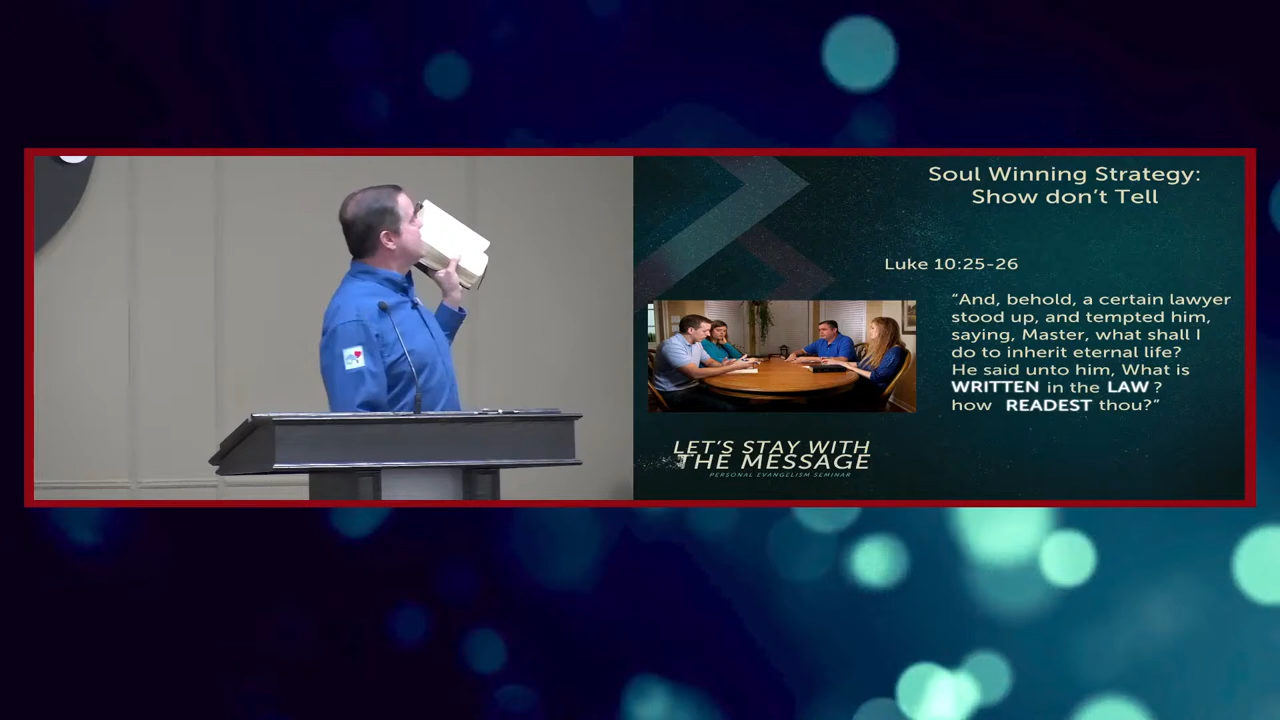 Soul Winning Strategy:
Show don't Tell
Luke 10:25-26
“And, behold, a certain lawyer
stood up, and tempted him,
saying, Master, what shall I
do to inherit eternal life?
He said unto him, What is
WRITTEN in the LAW ?
how READEST thou?”
LET'S STAY WITH
THE MESSAGE
PERSONAL EVANGELISM SEMINAR